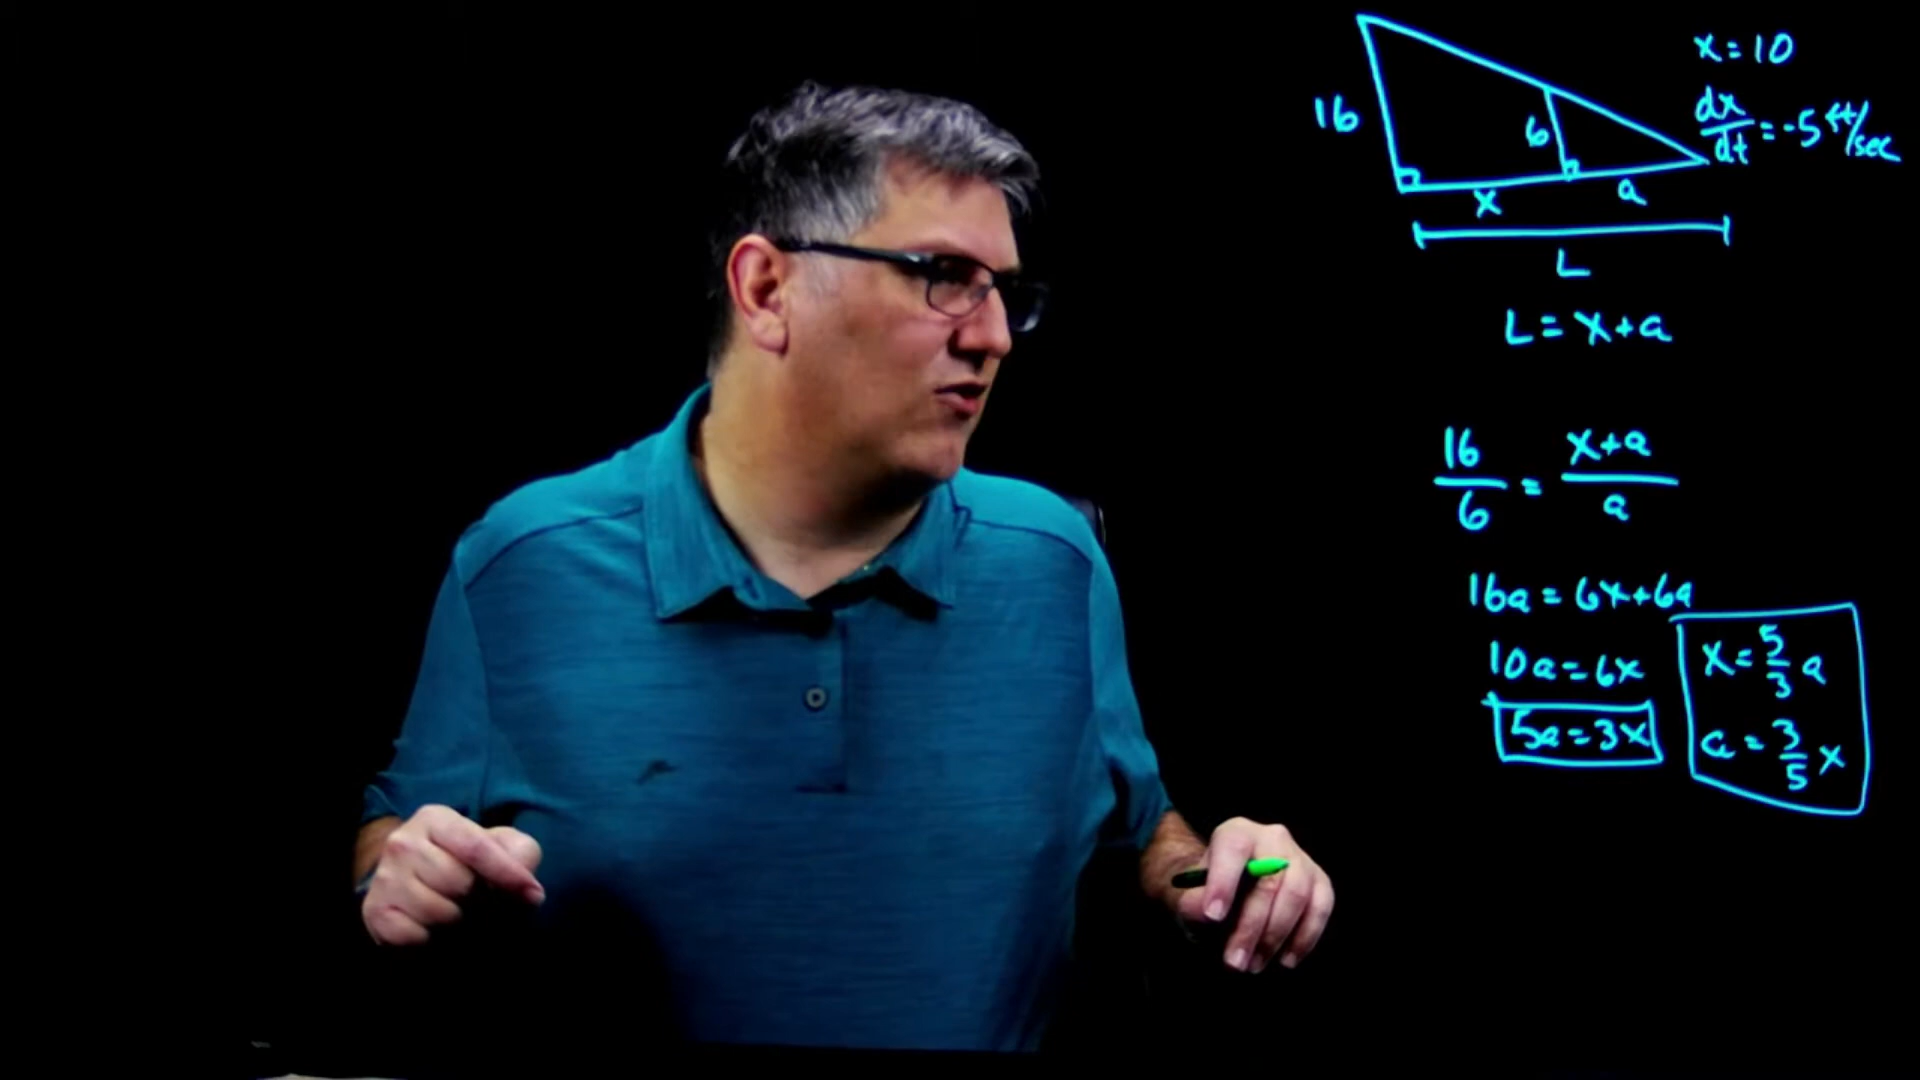 x = 10
16
6
dx/dt = -5 ft/sec
x
a
L
L = x + a
16/6 = x+a/a
16a = 6x + 6a
10a = 6x
x = 5/3 a
5a = 3x
a = 3/5 x